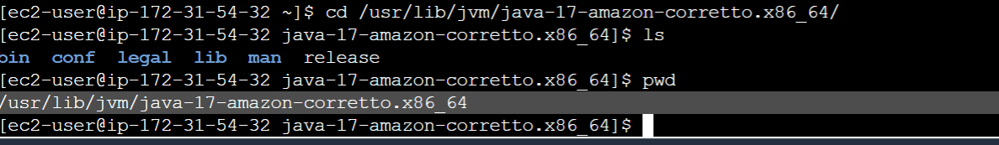 [ec2-user@ip-172-31-54-32 ~]$ cd /usr/lib/jvm/java-17-amazon-corretto.x86_64/
[ec2-user@ip-172-31-54-32 java-17-amazon-corretto.x86_64]$ ls
bin  conf  legal  lib  man  release
[ec2-user@ip-172-31-54-32 java-17-amazon-corretto.x86_64]$ pwd
/usr/lib/jvm/java-17-amazon-corretto.x86_64
[ec2-user@ip-172-31-54-32 java-17-amazon-corretto.x86_64]$